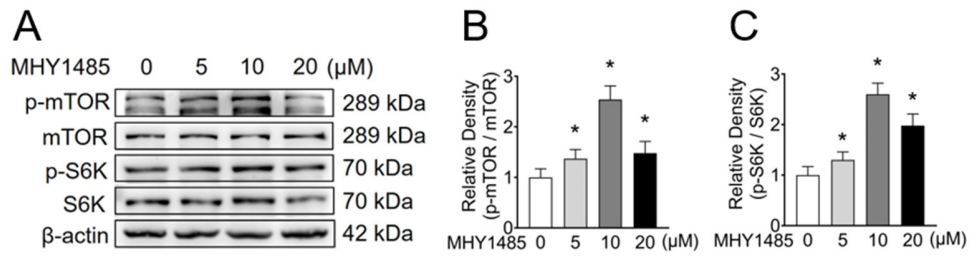 A
MHY1485 0 5 10 20 (μM)
p-mTOR 289 kDa
mTOR 289 kDa
p-S6K 70 kDa
S6K 70 kDa
β-actin 42 kDa
B
Relative Density
(p-mTOR / mTOR)
3
2
1
0
*
*
*
MHY1485 0 5 10 20 (μM)
C
Relative Density
(p-S6K / S6K)
3
2
1
0
*
*
*
MHY1485 0 5 10 20 (μM)